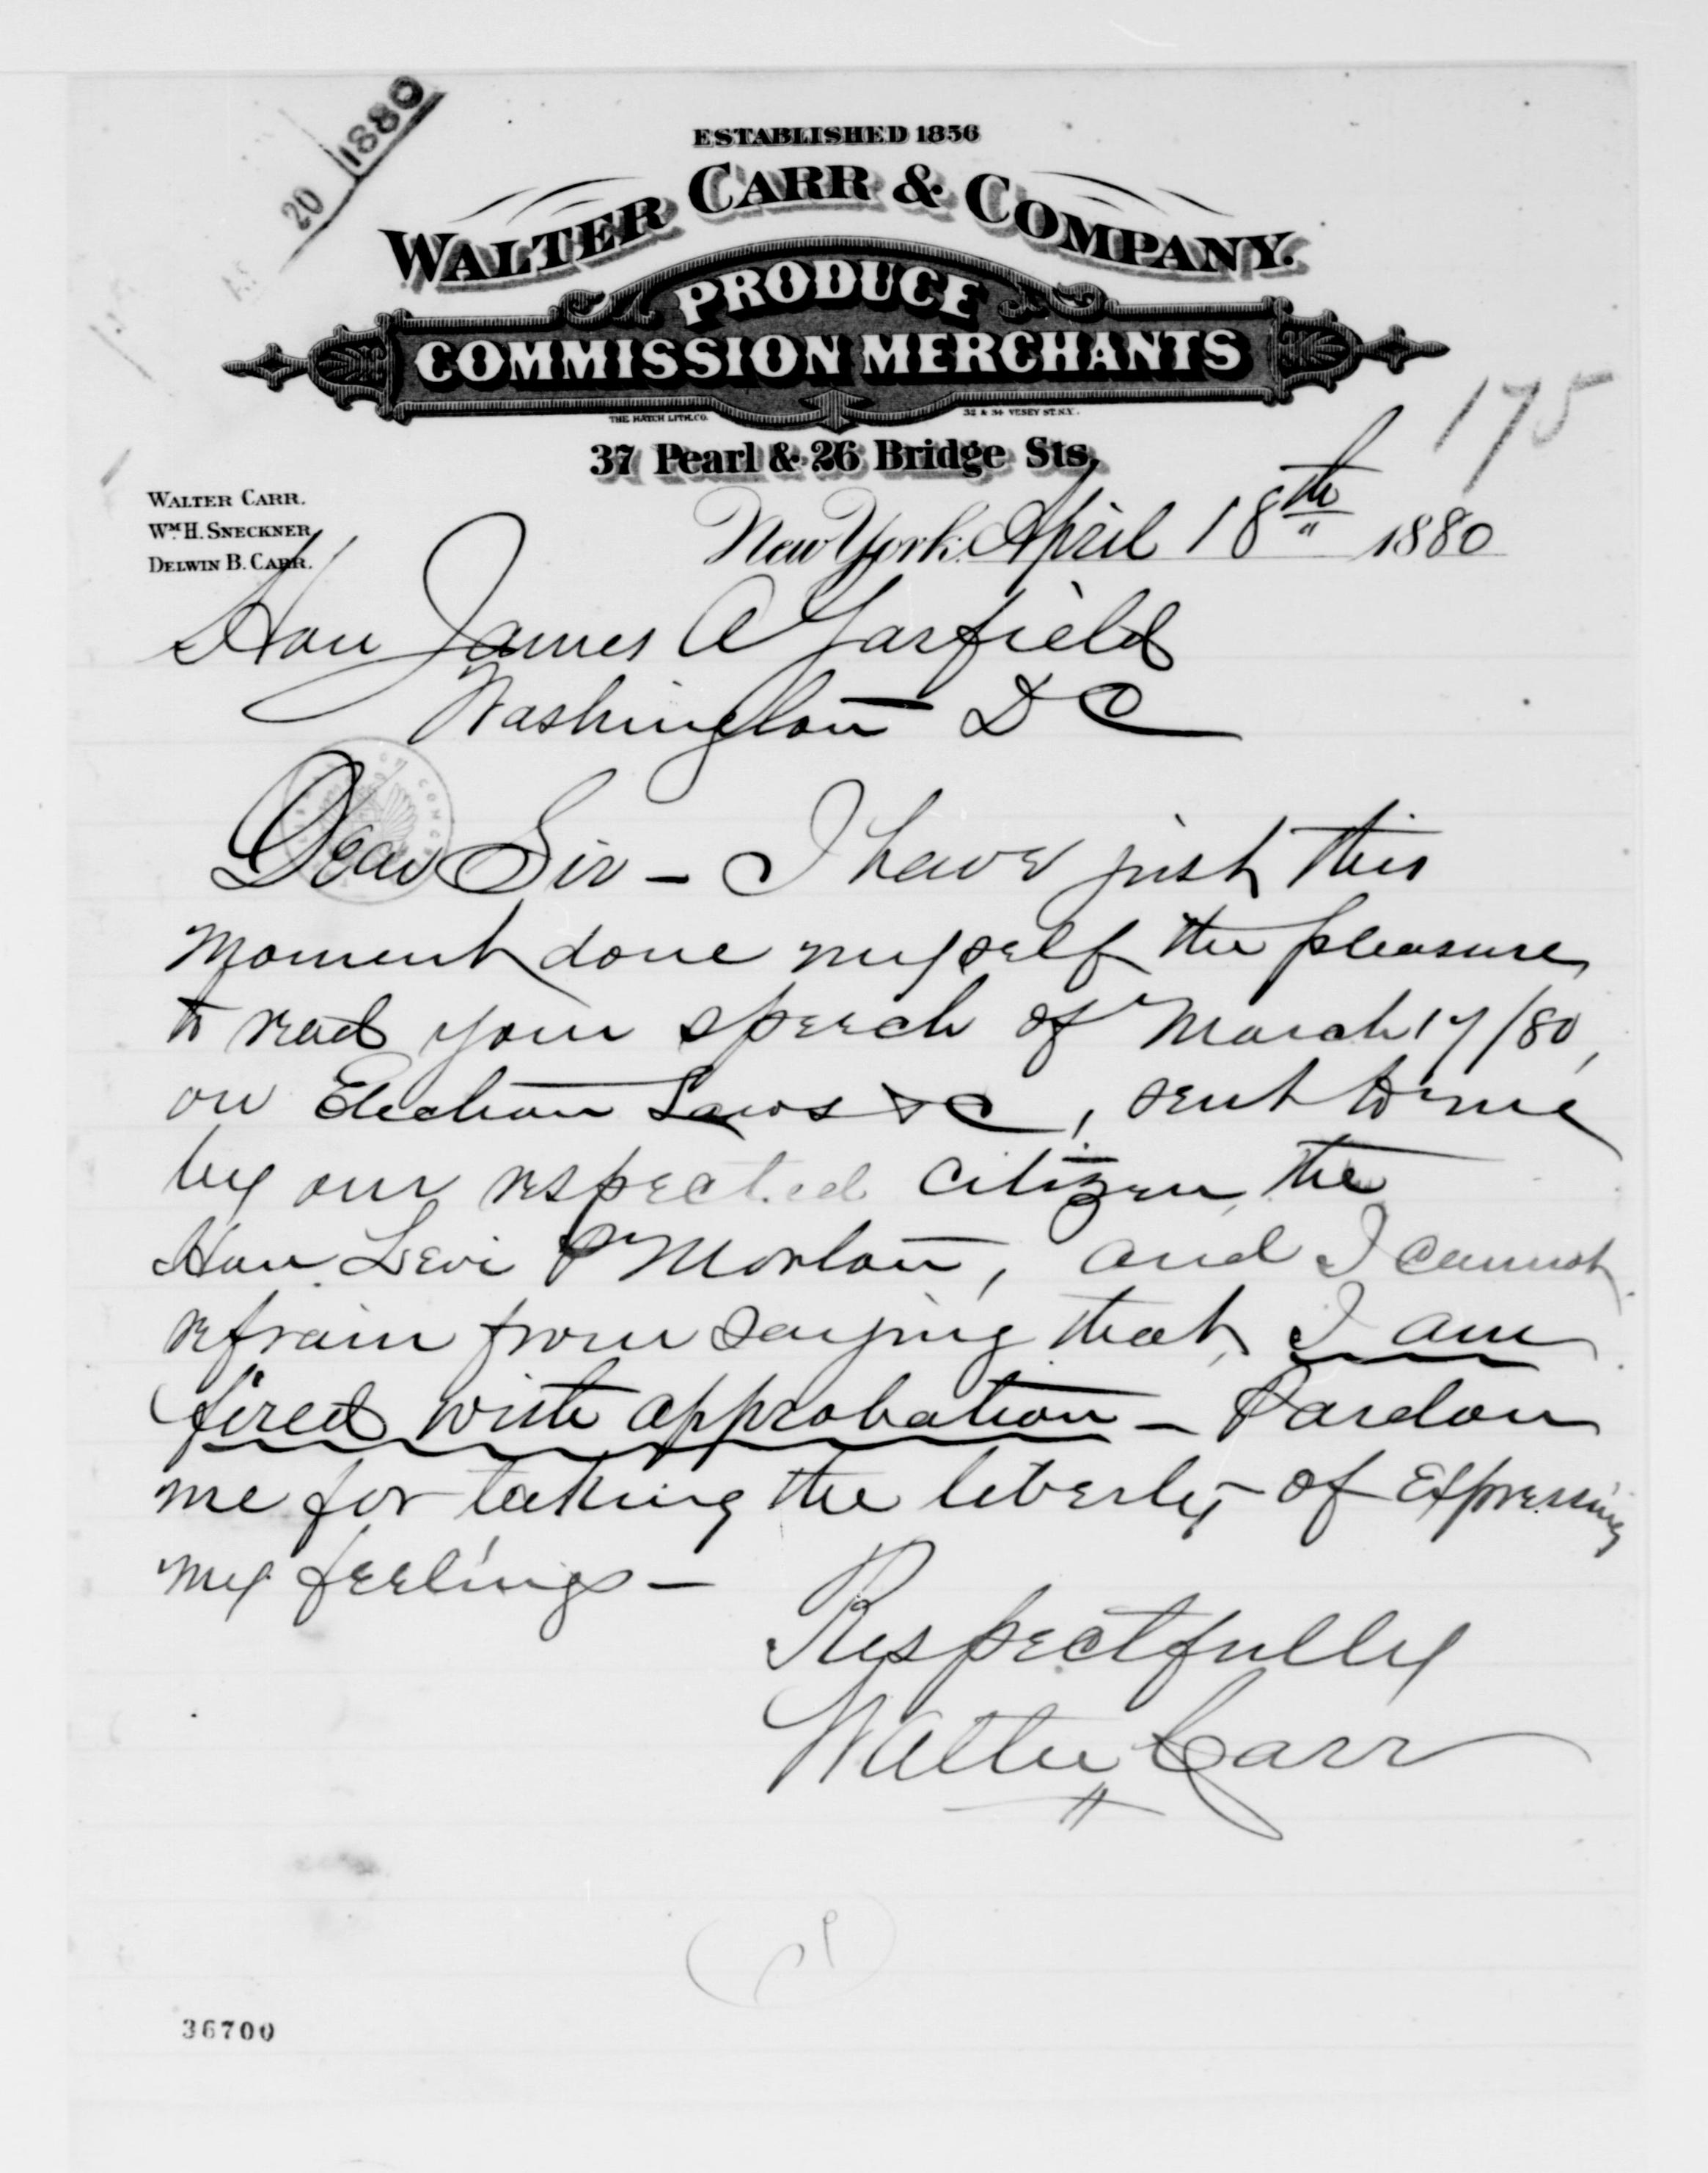 20 1880
ESTABLISHED 1856
WALTER CARR & COMPANY.
PRODUCE
COMMISSION MERCHANTS
THE HATCH LITH. CO. 32 & 34 VESEY ST. N.Y.
37 Pearl & 26 Bridge Sts,
175
WALTER CARR.
WM. H. SNECKNER
DELWIN B. CARR.
New York. April 18th 1880
Hon James A Garfield
Washington D C
Dear Sir - I have just this
moment done myself the pleasure
to read your speech of March 17/80,
on Election Laws &C, sent to me
by our respected citizen, the
Hon. Levi P Morton, and I cannot
refrain from saying that, I am
fired with approbation - Pardon
me for taking the liberty of Expressing
my feelings -
Respectfully
Walter Carr
36700